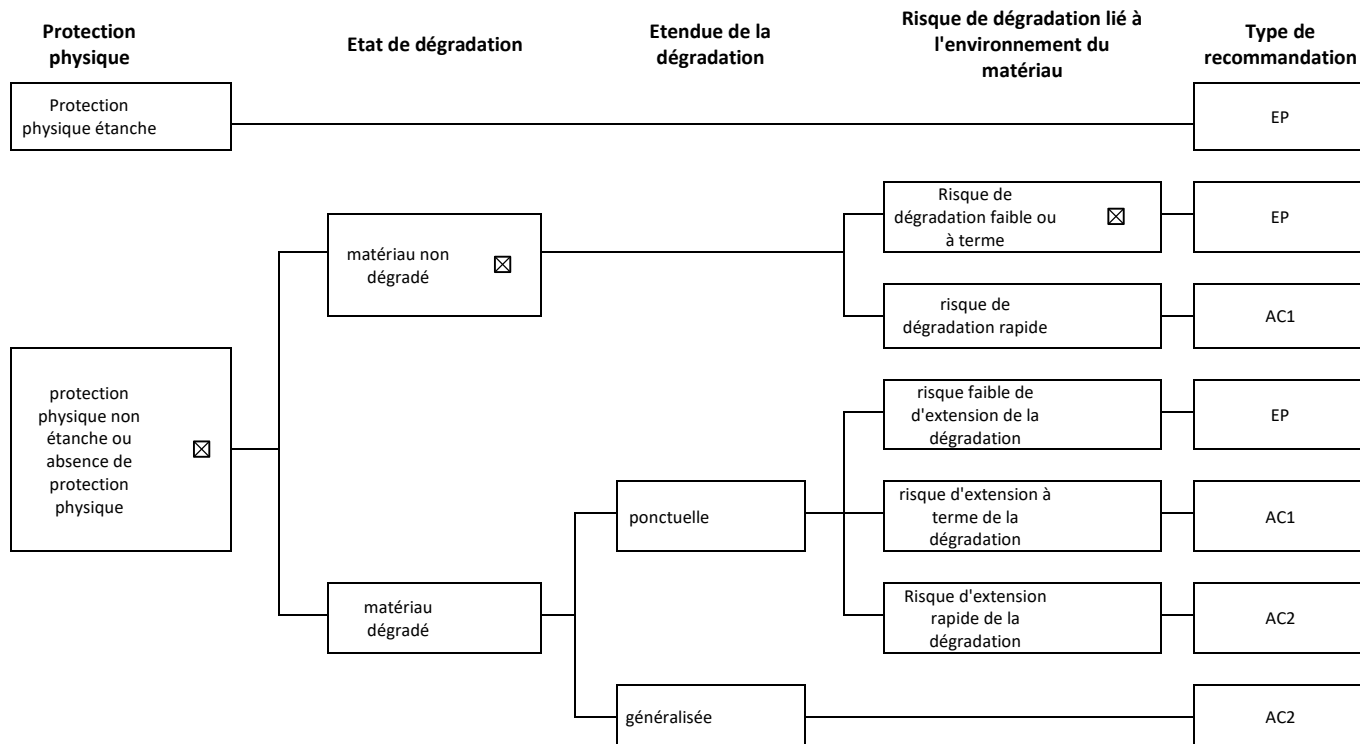 Protection
physique
Etat de dégradation
Etendue de la
dégradation
Risque de dégradation lié à
l'environnement du
matériau
Type de
recommandation
Protection
physique étanche
EP
Risque de
dégradation faible ou
à terme
☒
EP
matériau non
dégradé
☒
risque de
dégradation rapide
AC1
protection
physique non
étanche ou
absence de
protection
physique
☒
risque faible de
d'extension de la
dégradation
EP
ponctuelle
risque d'extension à
terme de la
dégradation
AC1
matériau
dégradé
Risque d'extension
rapide de la
dégradation
AC2
généralisée
AC2